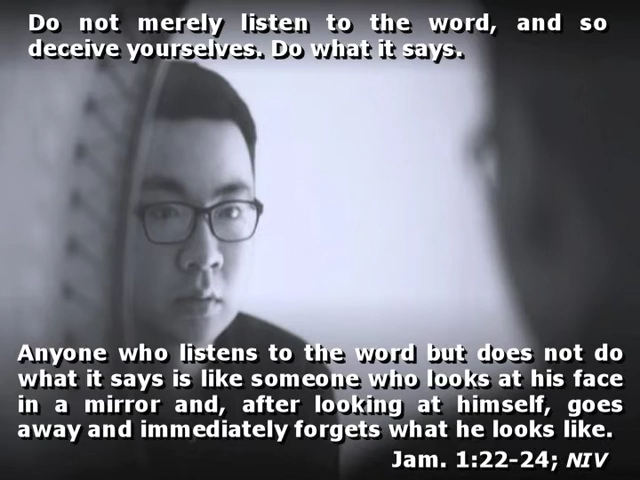 Do not merely listen to the word, and so
deceive yourselves. Do what it says.
Anyone who listens to the word but does not do
what it says is like someone who looks at his face
in a mirror and, after looking at himself, goes
away and immediately forgets what he looks like.
Jam. 1:22-24; NIV